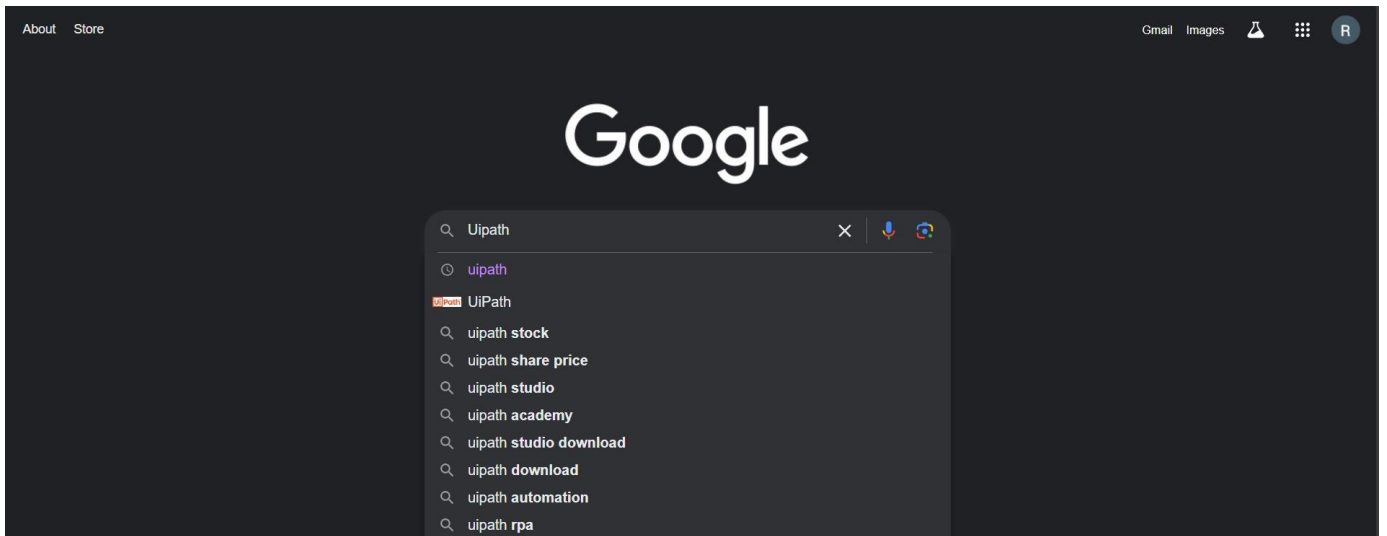 About Store
Gmail Images
R
Google
Uipath
uipath
UiPath UiPath
uipath stock
uipath share price
uipath studio
uipath academy
uipath studio download
uipath download
uipath automation
uipath rpa